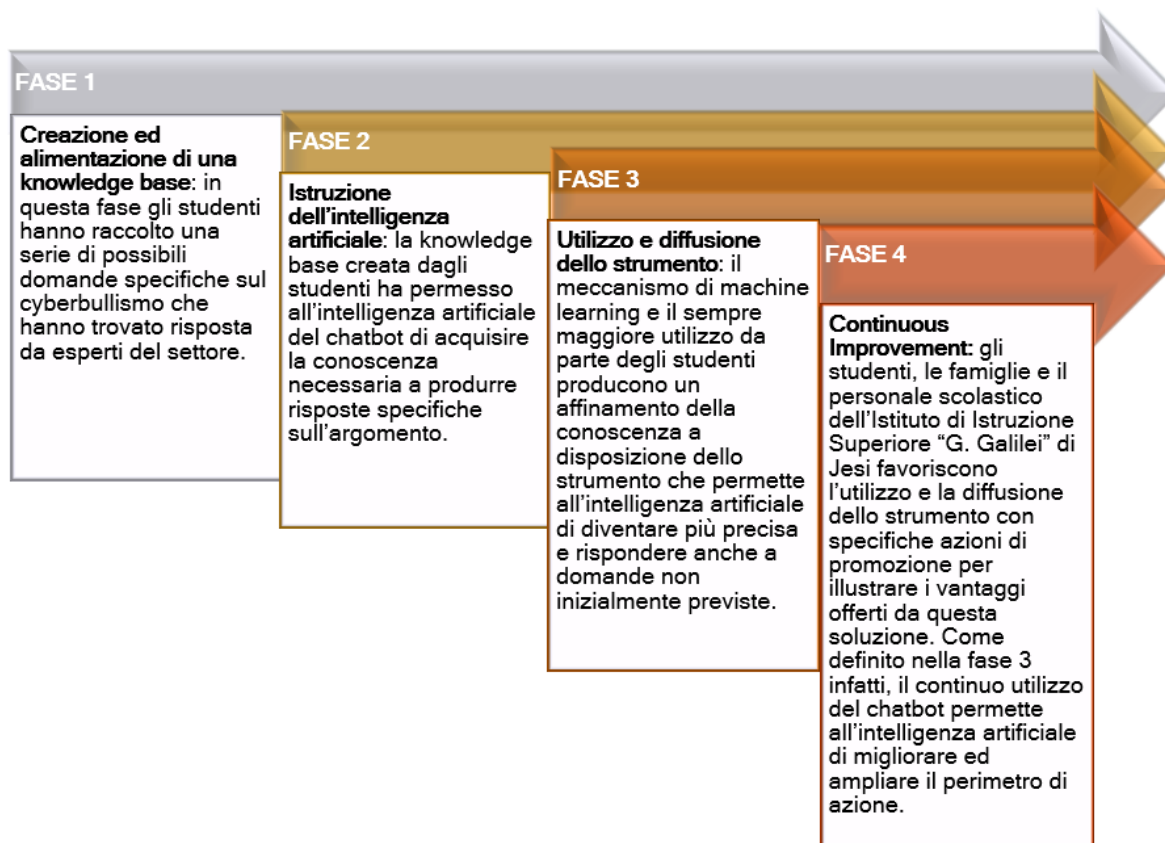 FASE 1
Creazione ed
alimentazione di una
knowledge base: in
questa fase gli studenti
hanno raccolto una
serie di possibili
domande specifiche sul
cyberbullismo che
hanno trovato risposta
da esperti del settore.
FASE 2
Istruzione
dell'intelligenza
artificiale: la knowledge
base creata dagli
studenti ha permesso
all'intelligenza artificiale
del chatbot di acquisire
la conoscenza
necessaria a produrre
risposte specifiche
sull'argomento.
FASE 3
Utilizzo e diffusione
dello strumento: il
meccanismo di machine
learning e il sempre
maggiore utilizzo da
parte degli studenti
producono un
affinamento della
conoscenza a
disposizione dello
strumento che permette
all'intelligenza artificiale
di diventare più precisa
e rispondere anche a
domande non
inizialmente previste.
FASE 4
Continuous
Improvement: gli
studenti, le famiglie e il
personale scolastico
dell'Istituto di Istruzione
Superiore “G. Galilei” di
Jesi favoriscono
l'utilizzo e la diffusione
dello strumento con
specifiche azioni di
promozione per
illustrare i vantaggi
offerti da questa
soluzione. Come
definito nella fase 3
infatti, il continuo utilizzo
del chatbot permette
all'intelligenza artificiale
di migliorare ed
ampliare il perimetro di
azione.